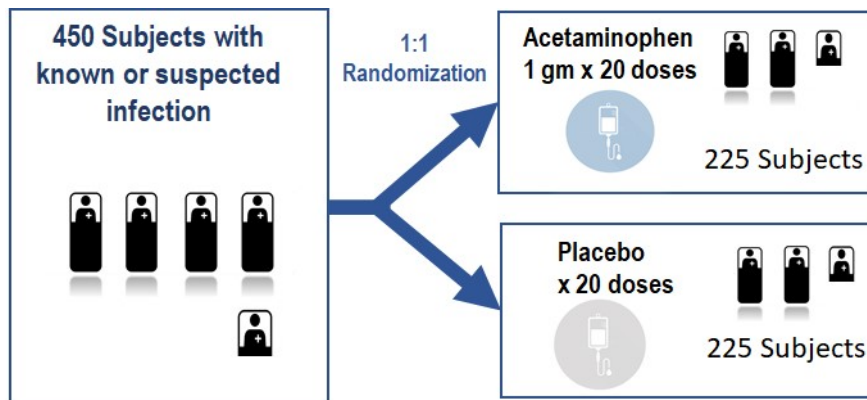 450 Subjects with
known or suspected
infection
1:1
Randomization
Acetaminophen
1 gm x 20 doses
225 Subjects
Placebo
x 20 doses
225 Subjects